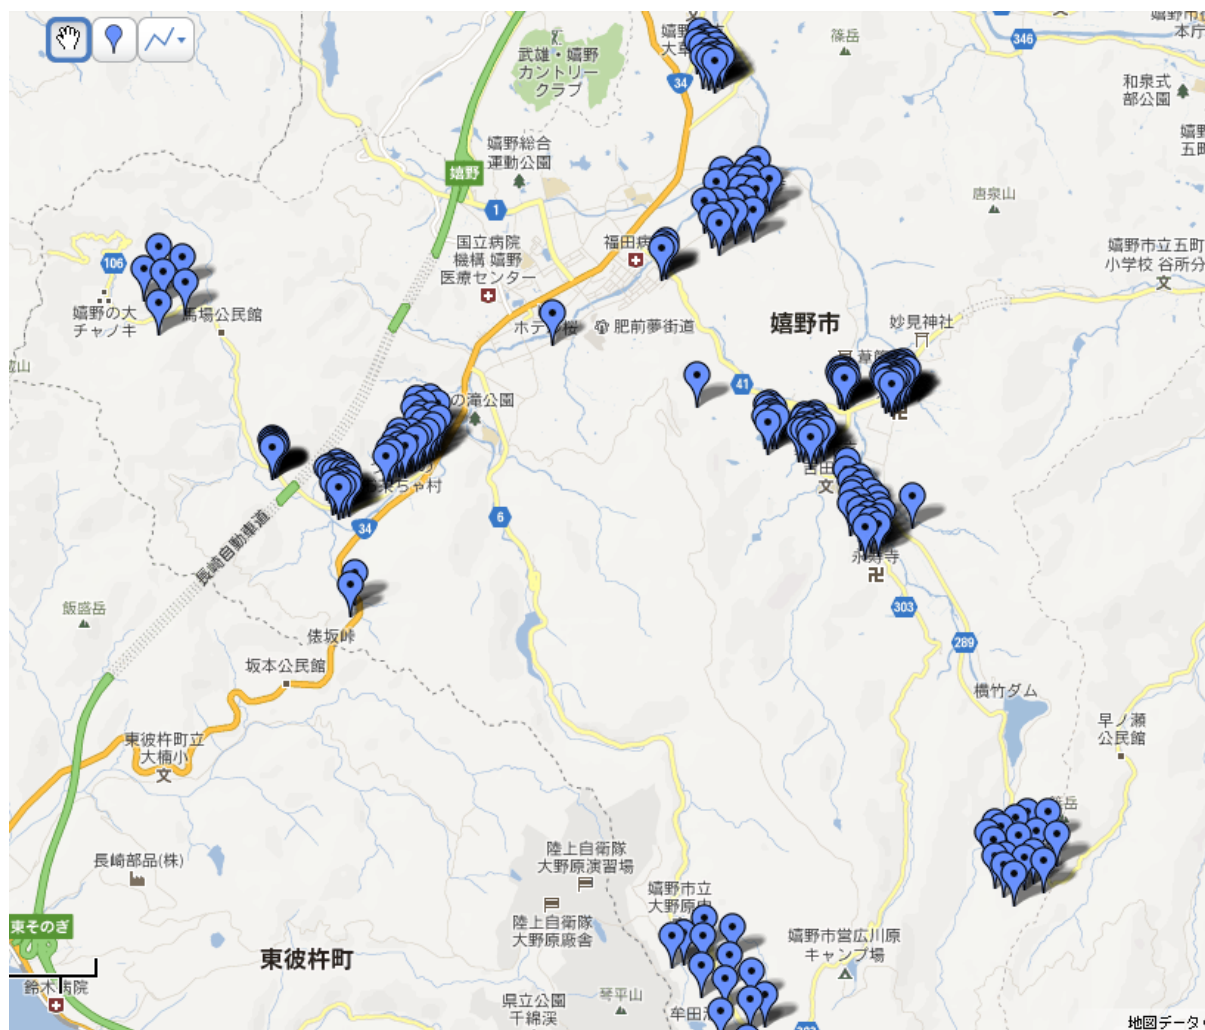 346
34
武雄・嬉野
カントリー
クラブ
篠岳
和泉式
部公園
嬉野総合
運動公園
嬉野
1
唐泉山
106
国立病院
機構 嬉野
医療センター
嬉野市立五町
小学校 谷所分
嬉野の大
チャノキ
馬場公民館
肥前夢街道
嬉野市
妙見神社
41
の滝公園
34
6
長崎自動車道
永寿寺
飯盛岳
303
俵坂峠
坂本公民館
289
横竹ダム
早ノ瀬
公民館
東彼杵町立
大楠小
長崎部品(株)
陸上自衛隊
大野原演習場
嬉野市立
陸上自衛隊
大野原廠舎
東そのぎ
嬉野市営広川原
キャンプ場
東彼杵町
鈴木病院
県立公園
千綿渓
琴平山
地図データ